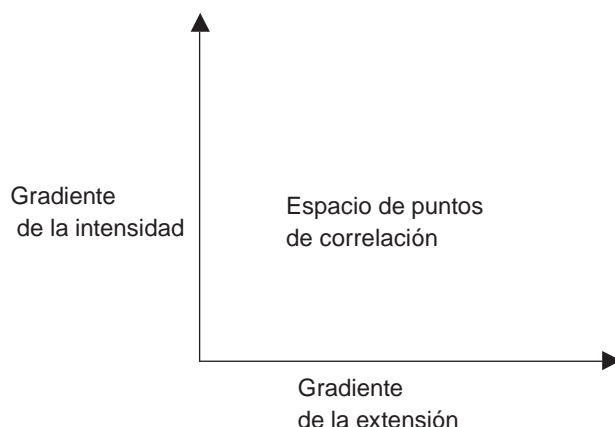 Gradiente
de la intensidad
Espacio de puntos
de correlación
Gradiente
de la extensión